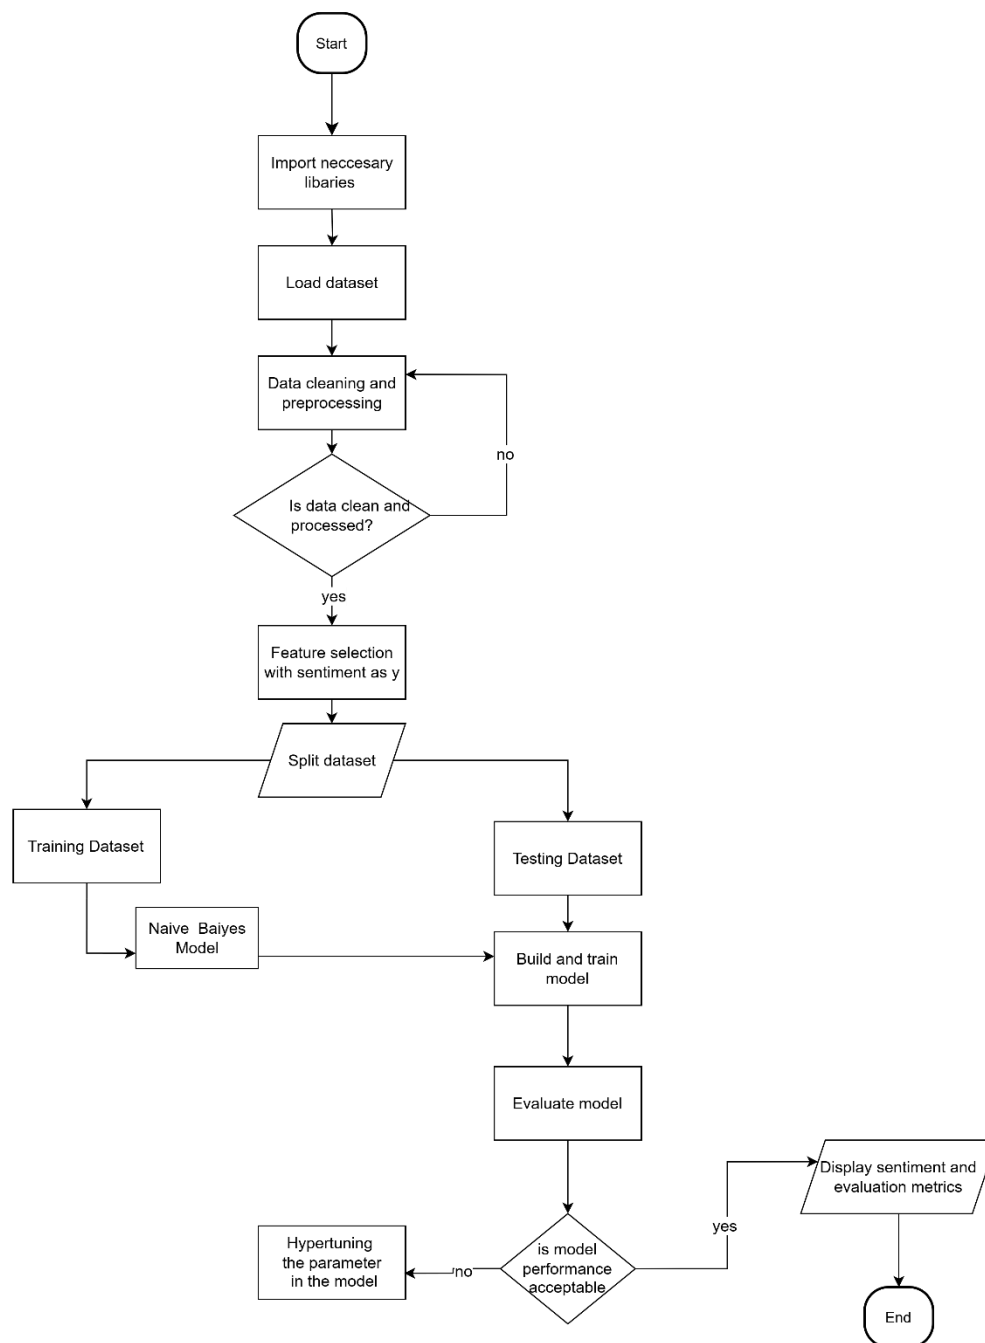 Start
Import neccesary
libaries
Load dataset
Data cleaning and
preprocessing
no
Is data clean and
processed?
yes
Feature selection
with sentiment as y
Split dataset
Training Dataset
Testing Dataset
Naive Baiyes
Model
Build and train
model
Evaluate model
Display sentiment and
evaluation metrics
yes
is model
performance
acceptable
no
Hypertuning
the parameter
in the model
End